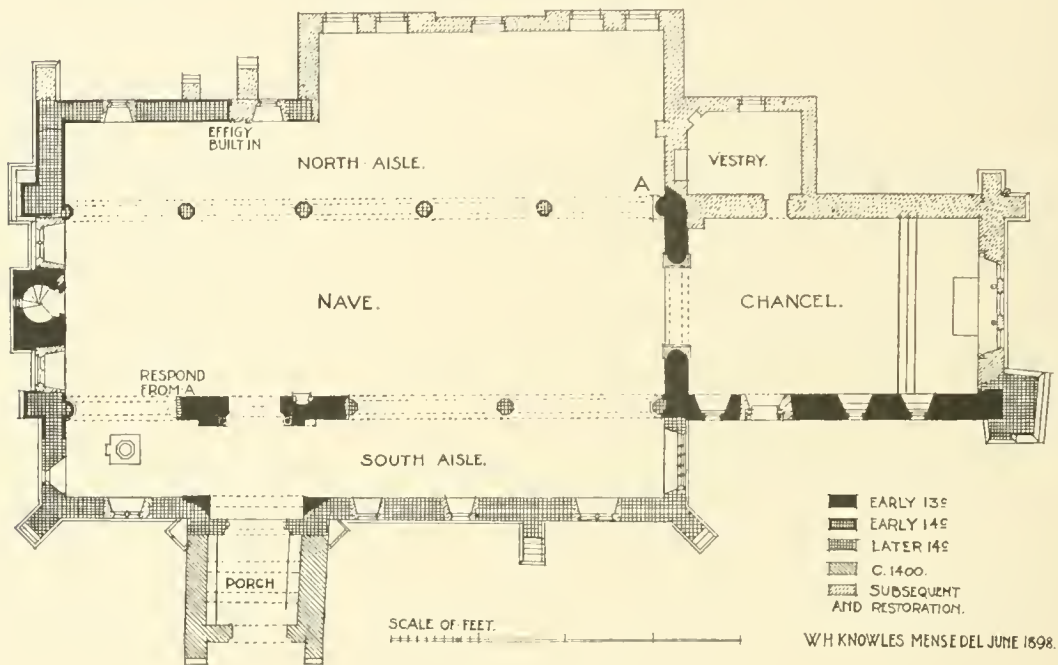 EFFIGY
BUILT IN
NORTH AISLE.
A
VESTRY.
NAVE.
CHANCEL.
RESPOND
FROM A
SOUTH AISLE.
PORCH
SCALE OF FEET.
EARLY 13C
EARLY 14C
LATER 14C
C. 1400.
SUBSEQUENT
AND RESTORATION.
W H KNOWLES MENS E DEL JUNE 1898.